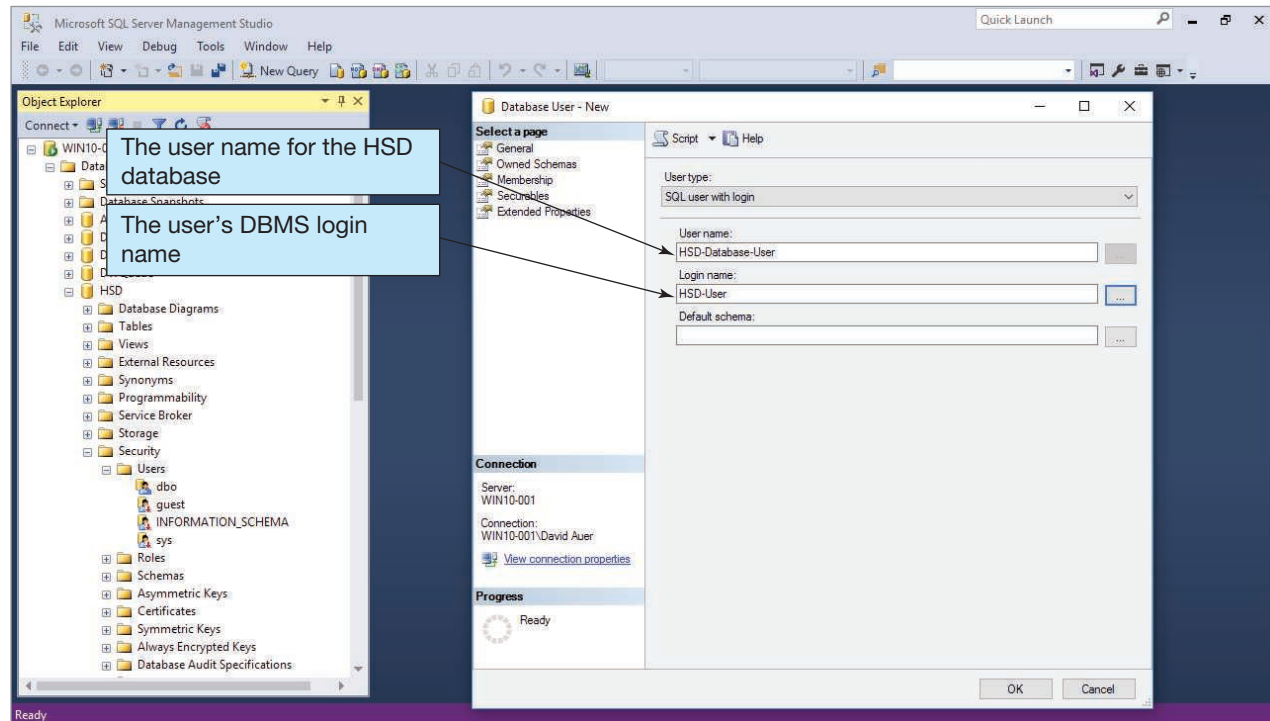 Microsoft SQL Server Management Studio
Quick Launch
File Edit View Debug Tools Window Help
New Query
Object Explorer
Connect
WIN10-0
Data
S
Database Snapshots
A
D
D
HSD
Database Diagrams
Tables
Views
External Resources
Synonyms
Programmability
Service Broker
Storage
Security
Users
dbo
guest
INFORMATION_SCHEMA
sys
Roles
Schemas
Asymmetric Keys
Certificates
Symmetric Keys
Always Encrypted Keys
Database Audit Specifications
The user name for the HSD
database
The user’s DBMS login
name
Database User - New
Select a page
General
Owned Schemas
Membership
Securables
Extended Properties
Connection
Server:
WIN10-001
Connection:
WIN10-001\David Auer
View connection properties
Progress
Ready
Script Help
User type:
SQL user with login
User name:
HSD-Database-User
...
Login name:
HSD-User
...
Default schema:
...
OK Cancel
Ready